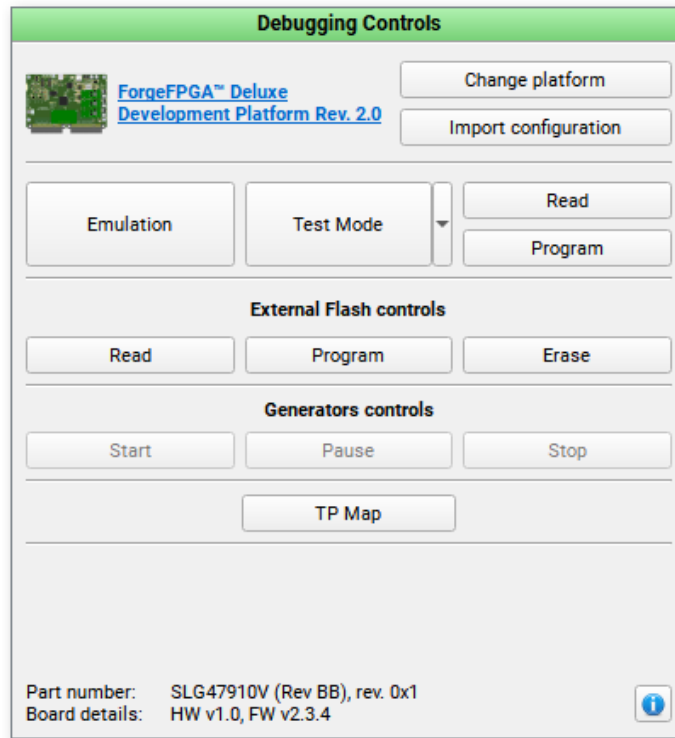 Debugging Controls
ForgeFPGA™ Deluxe
Development Platform Rev. 2.0
Change platform
Import configuration
Emulation
Test Mode
Read
Program
External Flash controls
Read
Program
Erase
Generators controls
Start
Pause
Stop
TP Map
Part number: SLG47910V (Rev BB), rev. 0x1
Board details: HW v1.0, FW v2.3.4